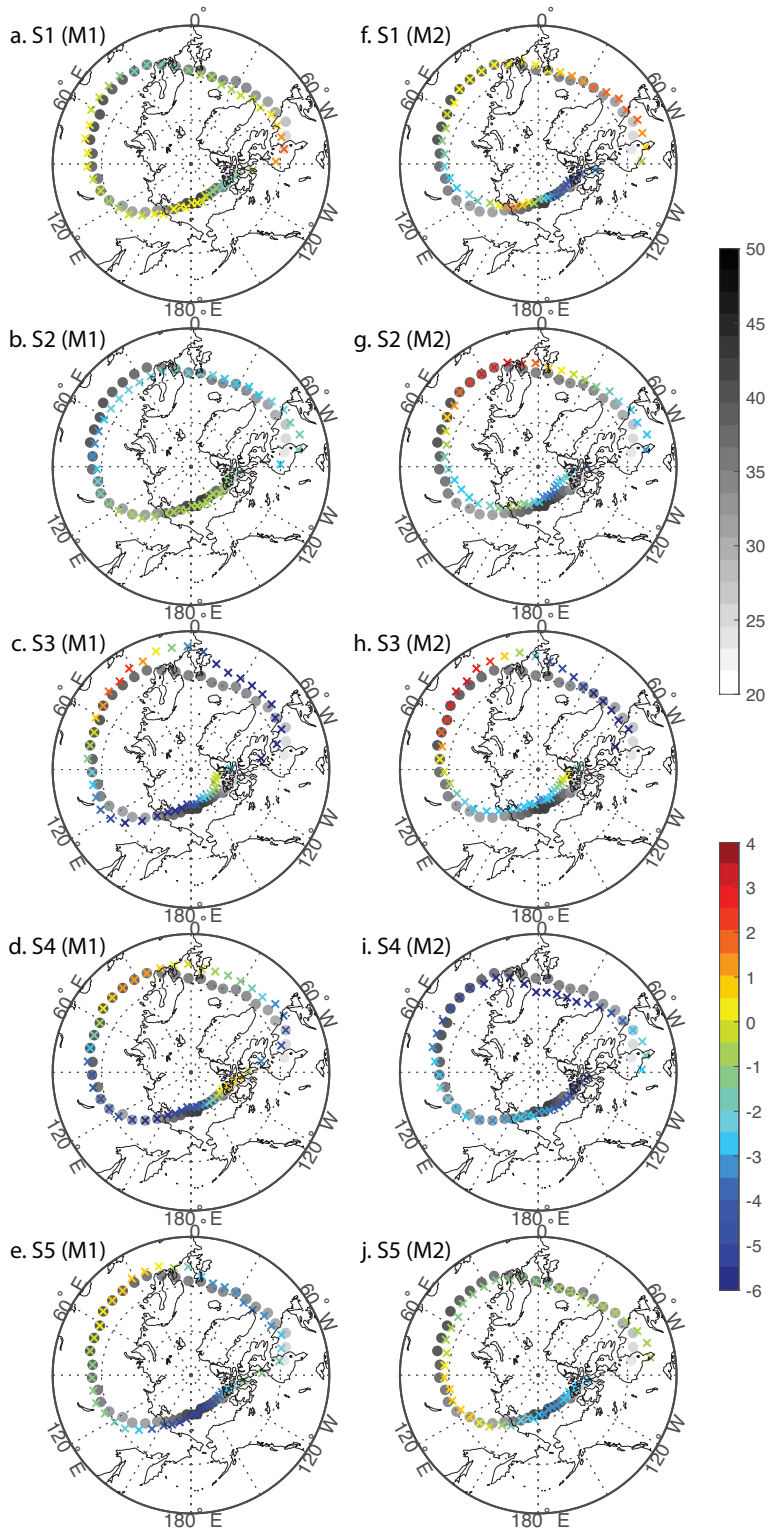 a. S1 (M1)
0°
60° E
60° W
120° E
120° W
180° E
f. S1 (M2)
0°
60° E
60° W
120° E
120° W
180° E
b. S2 (M1)
60° E
60° W
120° E
120° W
180° E
g. S2 (M2)
60° E
60° W
120° E
120° W
180° E
50
45
40
35
30
25
20
c. S3 (M1)
0°
60° E
60° W
120° E
120° W
180° E
h. S3 (M2)
0°
60° E
60° W
120° E
120° W
180° E
d. S4 (M1)
0°
60° E
60° W
120° E
120° W
180° E
i. S4 (M2)
0°
60° E
60° W
120° E
120° W
180° E
4
3
2
1
0
-1
-2
-3
-4
-5
-6
e. S5 (M1)
0°
60° E
60° W
120° E
120° W
180° E
j. S5 (M2)
0°
60° E
60° W
120° E
120° W
180° E